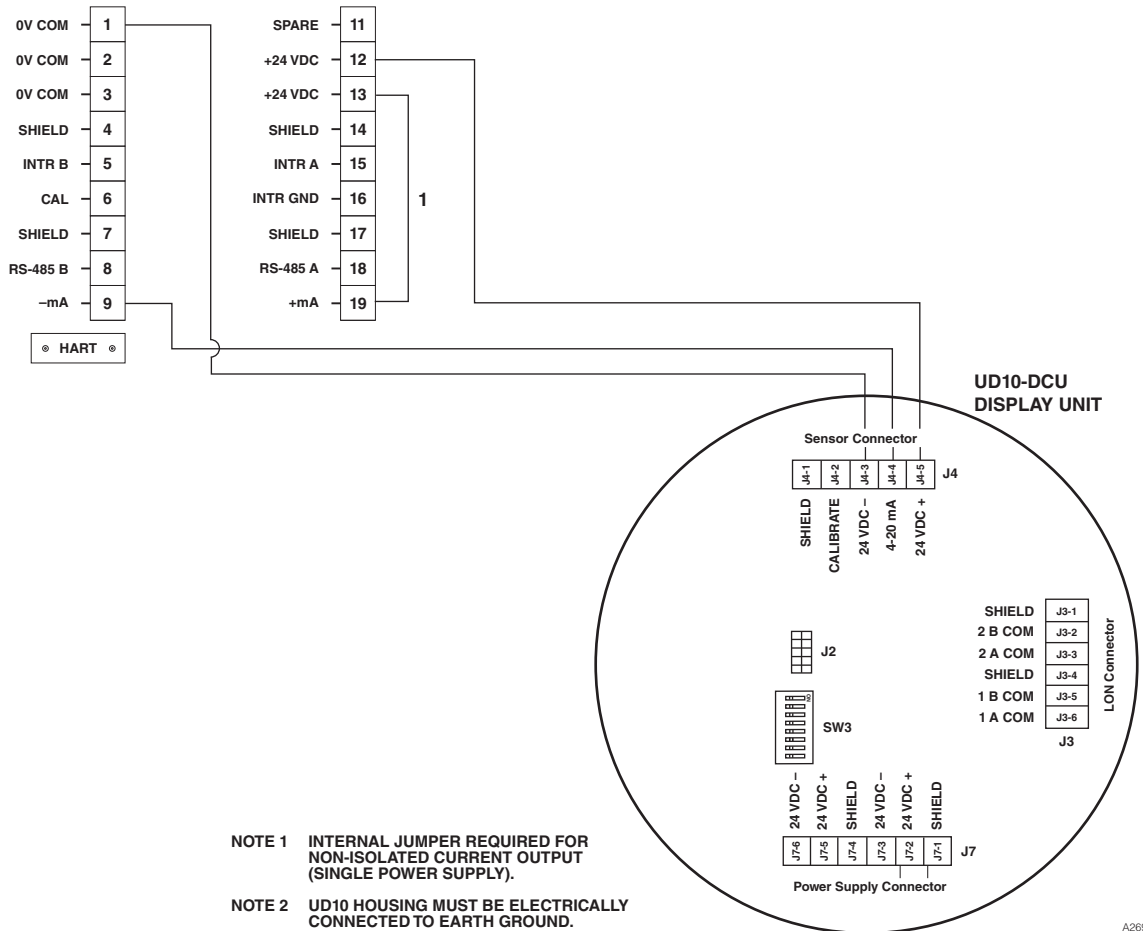 0V COM 1
0V COM 2
0V COM 3
SHIELD 4
INTR B 5
CAL 6
SHIELD 7
RS-485 B 8
–mA 9
HART
SPARE 11
+24 VDC 12
+24 VDC 13
SHIELD 14
INTR A 15
INTR GND 16
SHIELD 17
RS-485 A 18
+mA 19
1
UD10-DCU
DISPLAY UNIT
Sensor Connector
J4-1 J4-2 J4-3 J4-4 J4-5 J4
SHIELD
CALIBRATE
24 VDC –
4-20 mA
24 VDC +
J2
SW3
ON
SHIELD J3-1
2 B COM J3-2
2 A COM J3-3
SHIELD J3-4
1 B COM J3-5
1 A COM J3-6
J3
LON Connector
24 VDC –
24 VDC +
SHIELD
24 VDC –
24 VDC +
SHIELD
J7-6 J7-5 J7-4 J7-3 J7-2 J7-1 J7
Power Supply Connector
NOTE 1 INTERNAL JUMPER REQUIRED FOR
NON-ISOLATED CURRENT OUTPUT
(SINGLE POWER SUPPLY).
NOTE 2 UD10 HOUSING MUST BE ELECTRICALLY
CONNECTED TO EARTH GROUND.